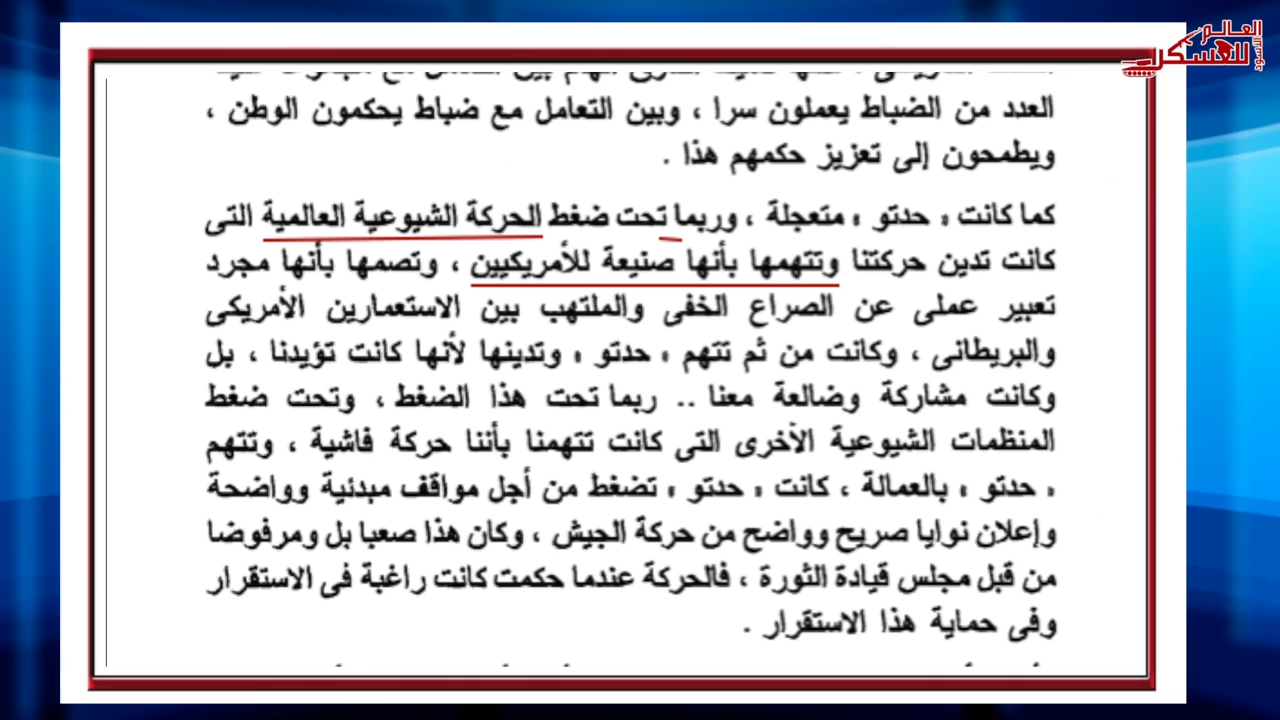 العالم
العسكر
العدد من الضباط يعملون سرا ، وبين التعامل مع ضباط يحكمون الوطن ،
ويطمحون إلى تعزيز حكمهم هذا .
كما كانت « حدتو » متعجلة ، وربما تحت ضغط الحركة الشيوعية العالمية التى
كانت تدين حركتنا وتتهمها بأنها صنيعة للأمريكيين ، وتصمها بأنها مجرد
تعبير عملى عن الصراع الخفى والملتهب بين الاستعمارين الأمريكى
والبريطانى ، وكانت من ثم تتهم « حدتو » وتدينها لأنها كانت تؤيدنا ، بل
وكانت مشاركة وضالعة معنا .. ربما تحت هذا الضغط ، وتحت ضغط
المنظمات الشيوعية الأخرى التى كانت تتهمنا بأننا حركة فاشية ، وتتهم
« حدتو » بالعمالة ، كانت « حدتو » تضغط من أجل مواقف مبدئية وواضحة
وإعلان نوايا صريح وواضح من حركة الجيش ، وكان هذا صعبا بل ومرفوضا
من قبل مجلس قيادة الثورة ، فالحركة عندما حكمت كانت راغبة فى الاستقرار
وفى حماية هذا الاستقرار .